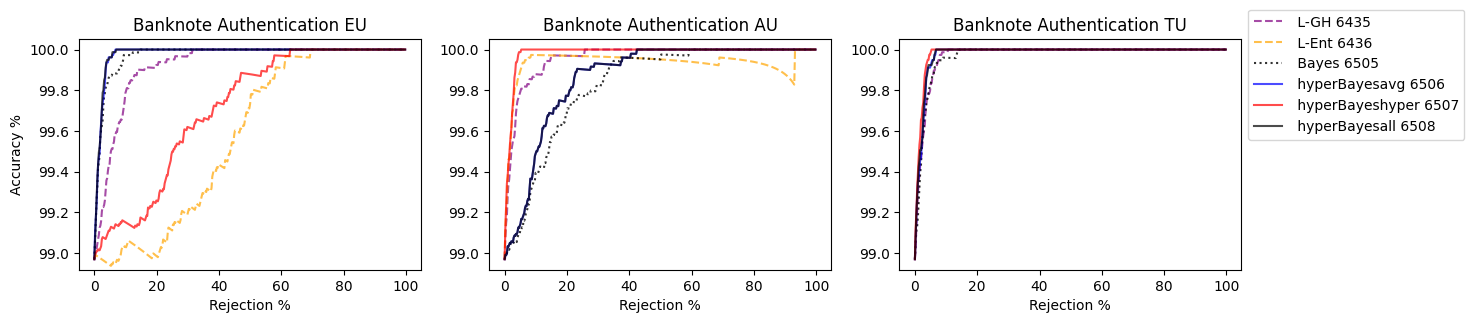 Banknote Authentication EU
Banknote Authentication AU
Banknote Authentication TU
Accuracy %
100.0
99.8
99.6
99.4
99.2
99.0
0
20
40
60
80
100
Rejection %
100.0
99.8
99.6
99.4
99.2
99.0
0
20
40
60
80
100
Rejection %
100.0
99.8
99.6
99.4
99.2
99.0
0
20
40
60
80
100
Rejection %
L-GH 6435
L-Ent 6436
Bayes 6505
hyperBayesavg 6506
hyperBayeshyper 6507
hyperBayesall 6508